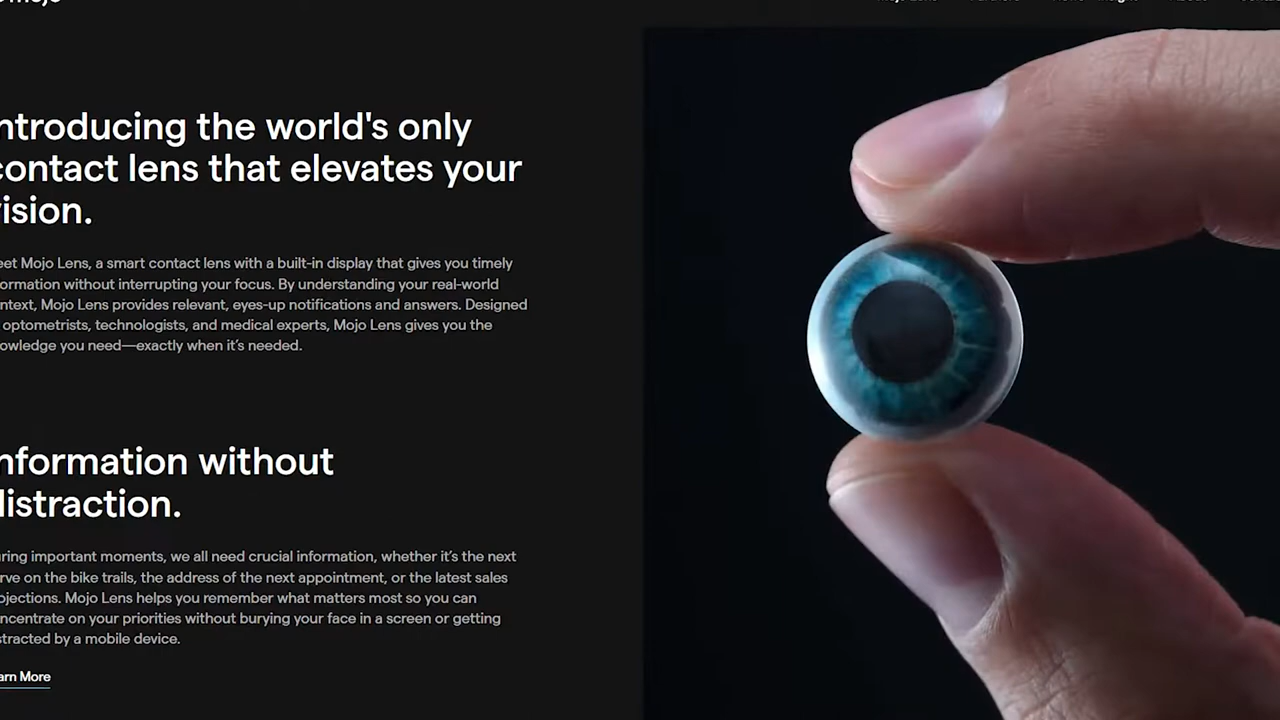 ntroducing the world's only
contact lens that elevates your
vision.
eet Mojo Lens, a smart contact lens with a built-in display that gives you timely
ormation without interrupting your focus. By understanding your real-world
ntext, Mojo Lens provides relevant, eyes-up notifications and answers. Designed
optometrists, technologists, and medical experts, Mojo Lens gives you the
owledge you need—exactly when it's needed.
nformation without
distraction.
ring important moments, we all need crucial information, whether it's the next
rve on the bike trails, the address of the next appointment, or the latest sales
ojections. Mojo Lens helps you remember what matters most so you can
ncentrate on your priorities without burying your face in a screen or getting
stracted by a mobile device.
arn More